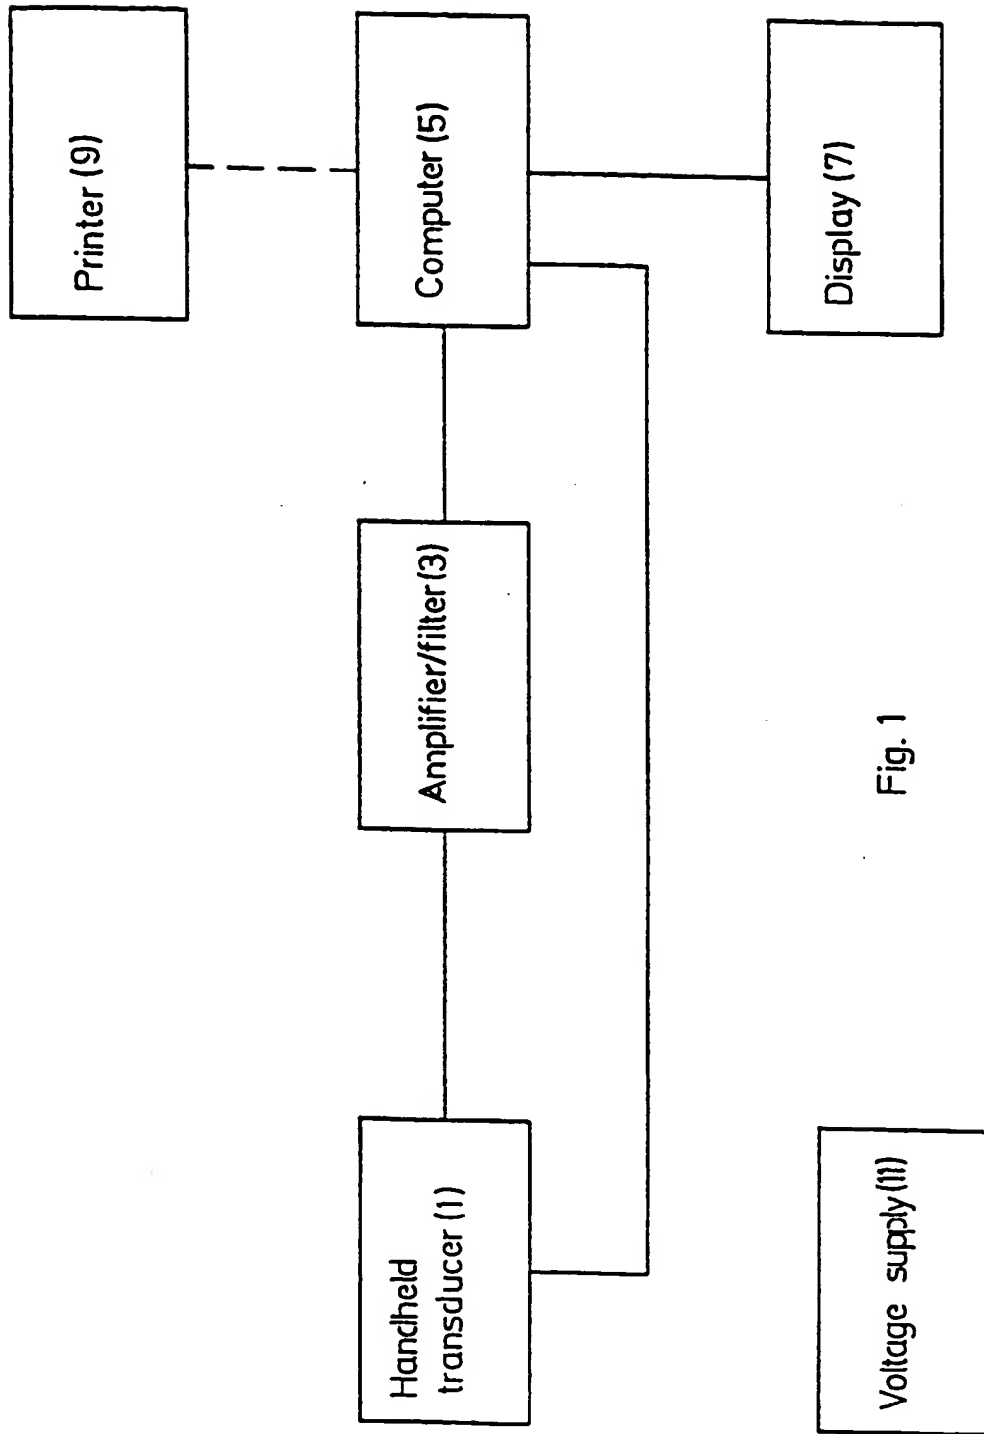 Printer (9)
Handheld
transducer (1)
Amplifier/filter (3)
Computer (5)
Voltage supply (11)
Display (7)
Fig. 1